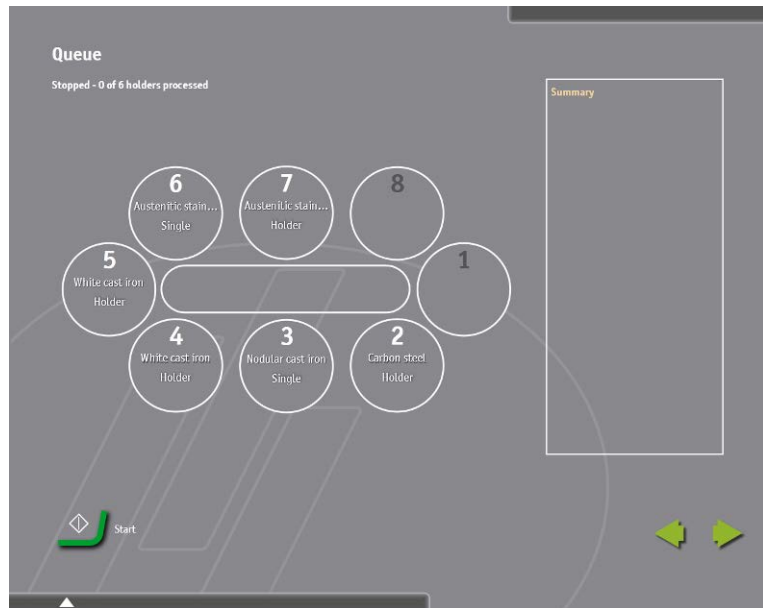 Queue
Stopped - 0 of 6 holders processed
Summary
6
Austenitic stain...
Single
7
Austenitic stain...
Holder
8
5
White cast iron
Holder
1
4
White cast iron
Holder
3
Nodular cast iron
Single
2
Carbon steel
Holder
Start